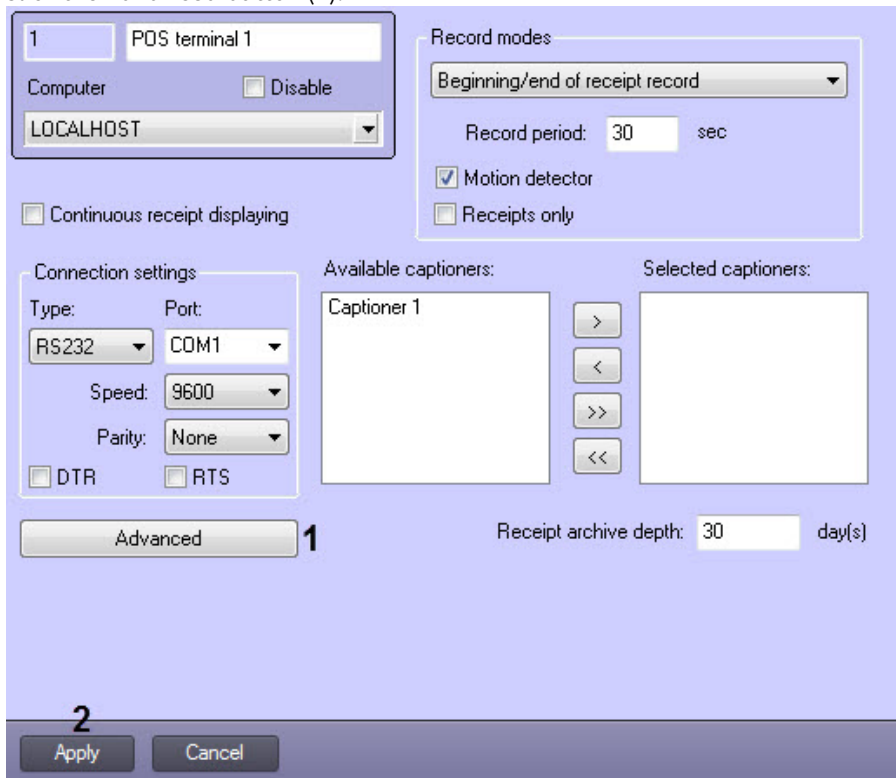 1 POS terminal 1
Computer Disable
LOCALHOST
Continuous receipt displaying
Record modes
Beginning/end of receipt record
Record period: 30 sec
Motion detector
Receipts only
Connection settings
Type: Port:
RS232 COM1
Speed: 9600
Parity: None
DTR RTS
Available captioners:
Captioner 1
>
<
>>
<<
Selected captioners:
Advanced 1
Receipt archive depth: 30 day(s)
2
Apply Cancel